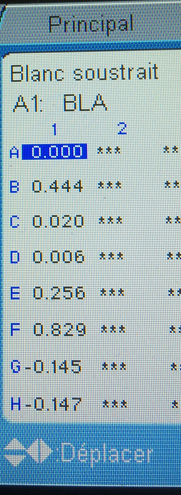 Principal
Blanc soustrait
A1: BLA
1 2
A 0.000 *** **
B 0.444 *** **
C 0.020 *** **
D 0.006 *** **
E 0.256 *** **
F 0.829 *** **
G -0.145 *** *
H -0.147 *** *
:Déplacer